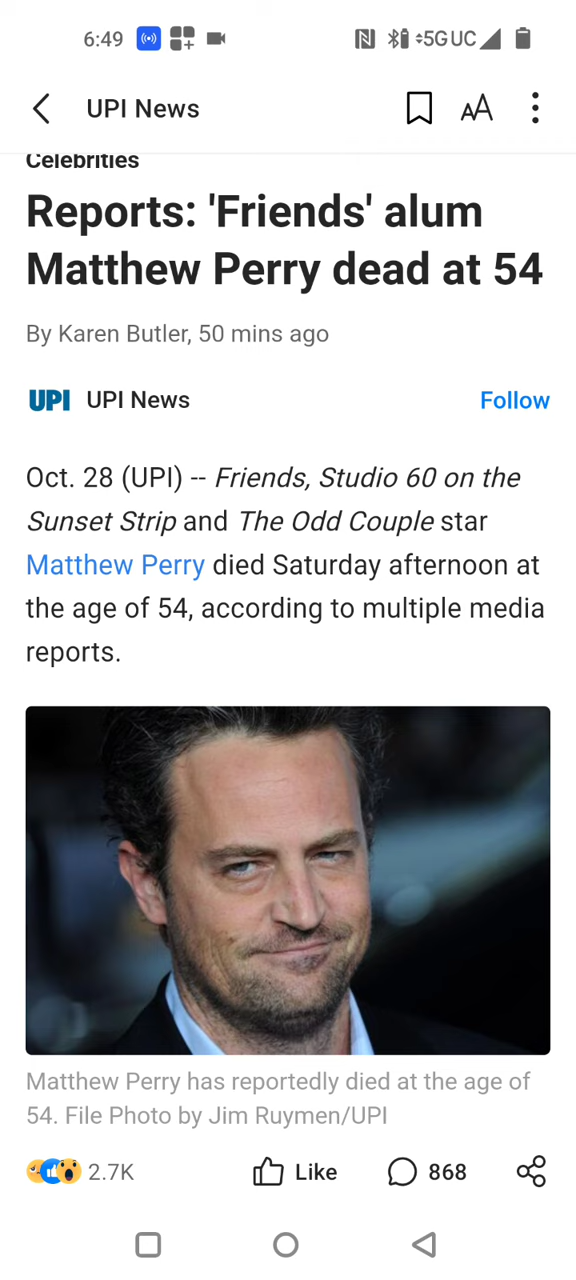 6:49 5G UC
UPI News AA
Celebrities
Reports: 'Friends' alum
Matthew Perry dead at 54
By Karen Butler, 50 mins ago
UPI UPI News Follow
Oct. 28 (UPI) -- Friends, Studio 60 on the
Sunset Strip and The Odd Couple star
Matthew Perry died Saturday afternoon at
the age of 54, according to multiple media
reports.
Matthew Perry has reportedly died at the age of
54. File Photo by Jim Ruymen/UPI
2.7K Like 868